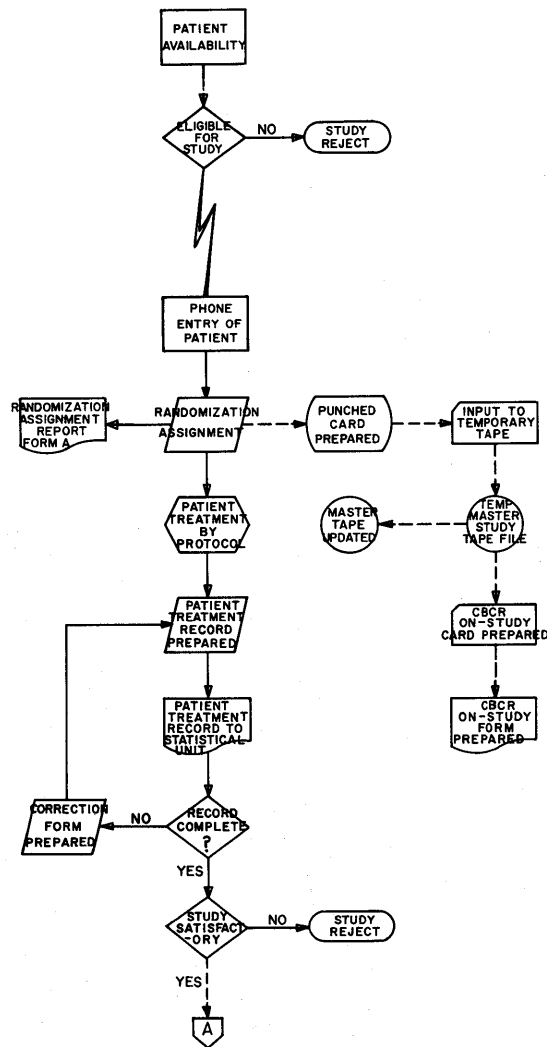 PATIENT
AVAILABILITY
ELIGIBLE
FOR
STUDY
NO
STUDY
REJECT
PHONE
ENTRY OF
PATIENT
RANDOMIZATION
ASSIGNMENT
REPORT
FORM A
RANDOMIZATION
ASSIGNMENT
PUNCHED
CARD
PREPARED
INPUT TO
TEMPORARY
TAPE
PATIENT
TREATMENT
BY
PROTOCOL
MASTER
TAPE
UPDATED
TEMP
MASTER
STUDY
TAPE FILE
PATIENT
TREATMENT
RECORD
PREPARED
CBCR
ON-STUDY
CARD PREPARED
PATIENT
TREATMENT
RECORD TO
STATISTICAL
UNIT
CBCR
ON-STUDY
FORM
PREPARED
CORRECTION
FORM
PREPARED
NO
RECORD
COMPLETE
?
YES
STUDY
SATISFACT
-ORY
NO
STUDY
REJECT
YES
A